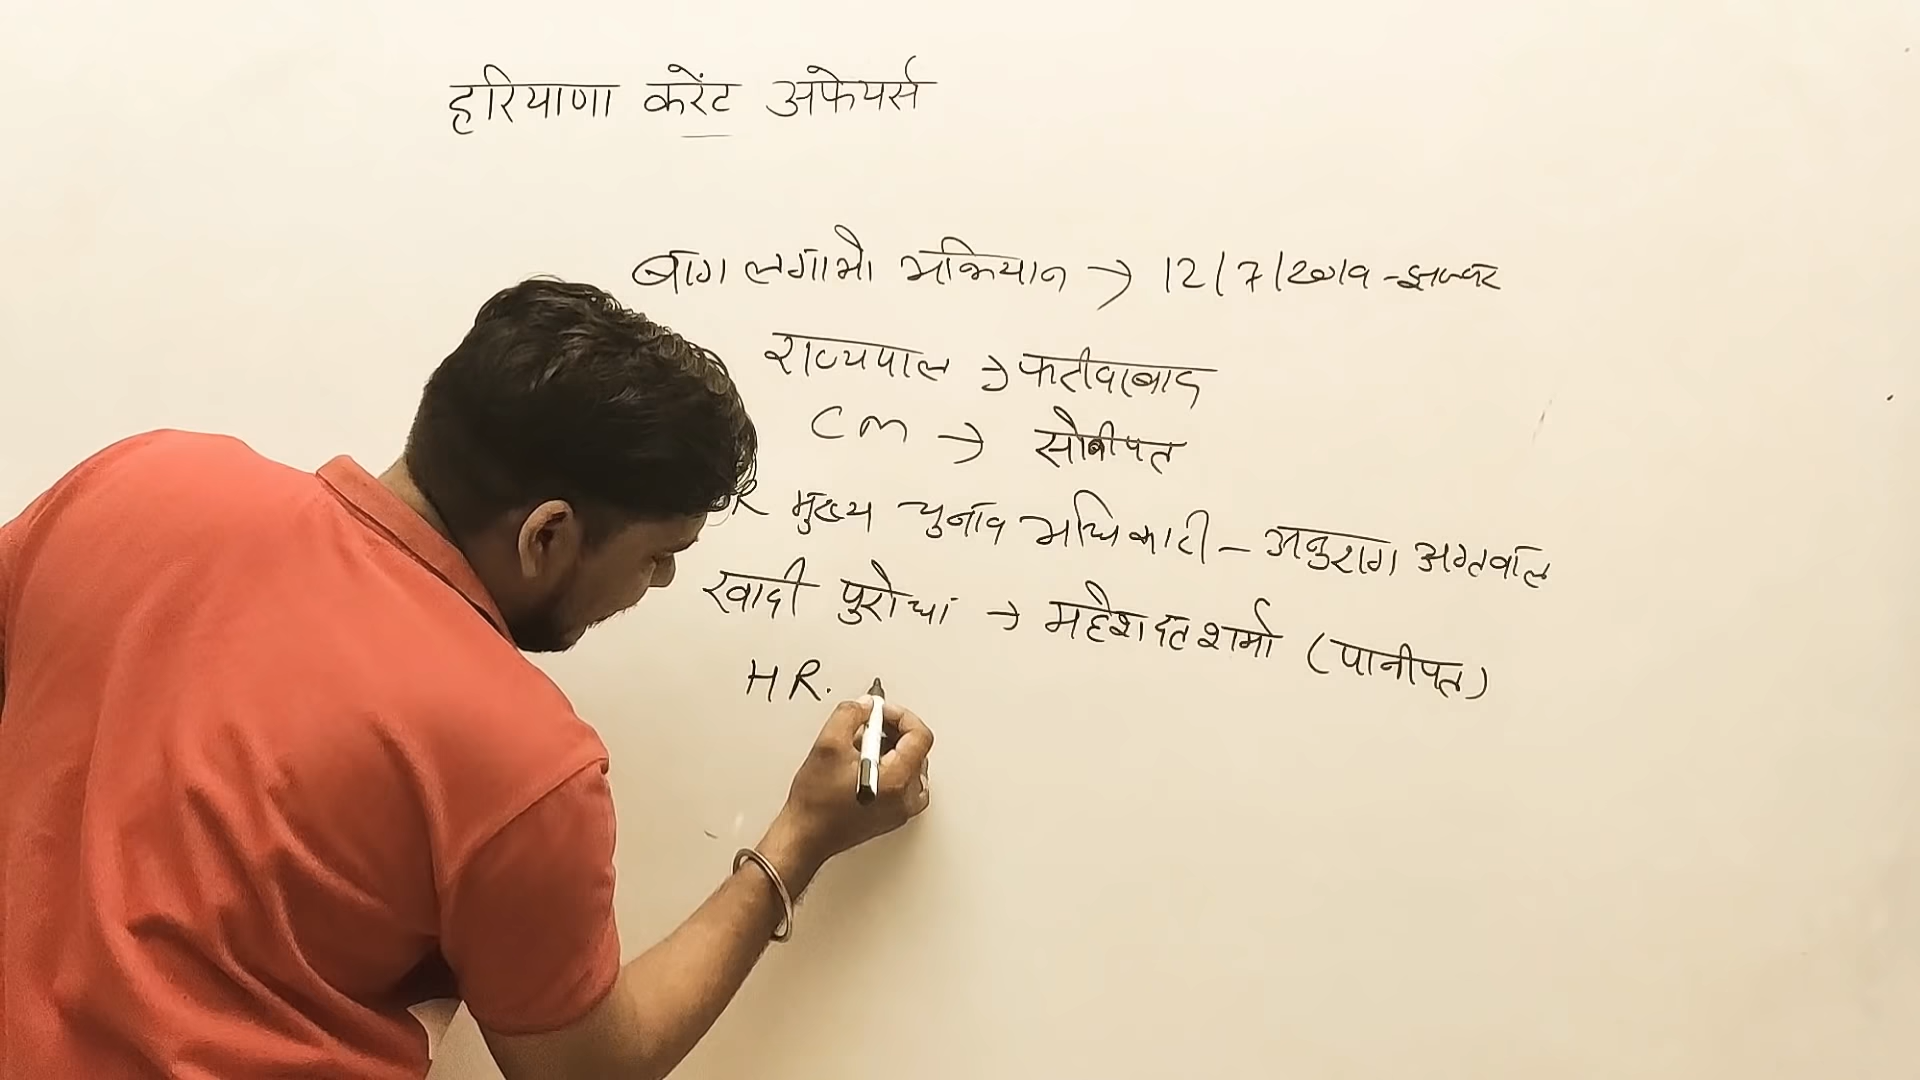 हरियाणा करेंट अफेयर्स
बाग लगाओ अभियान → 12/7/2019 - झज्जर
राज्यपाल → फतीयाबाद
CM → सोनीपत
R मुख्य चुनाव अधिकारी - अनुराग अग्रवाल
खादी पुरोधा → महेश दत शर्मा (पानीपत)
HR.